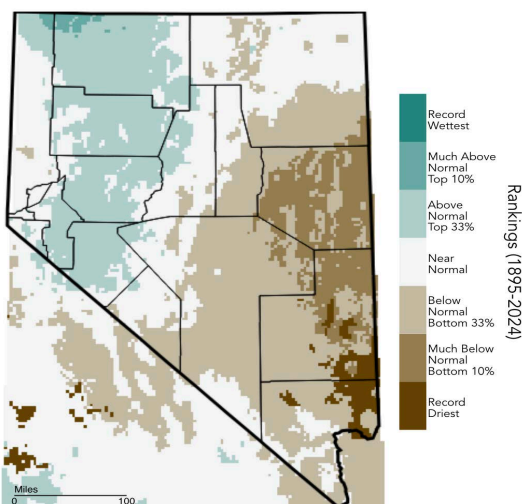 Record
Wettest
Much Above
Normal
Top 10%
Above
Normal
Top 33%
Near
Normal
Below
Normal
Bottom 33%
Much Below
Normal
Bottom 10%
Record
Driest
Rankings (1895-2024)
Miles
0 100